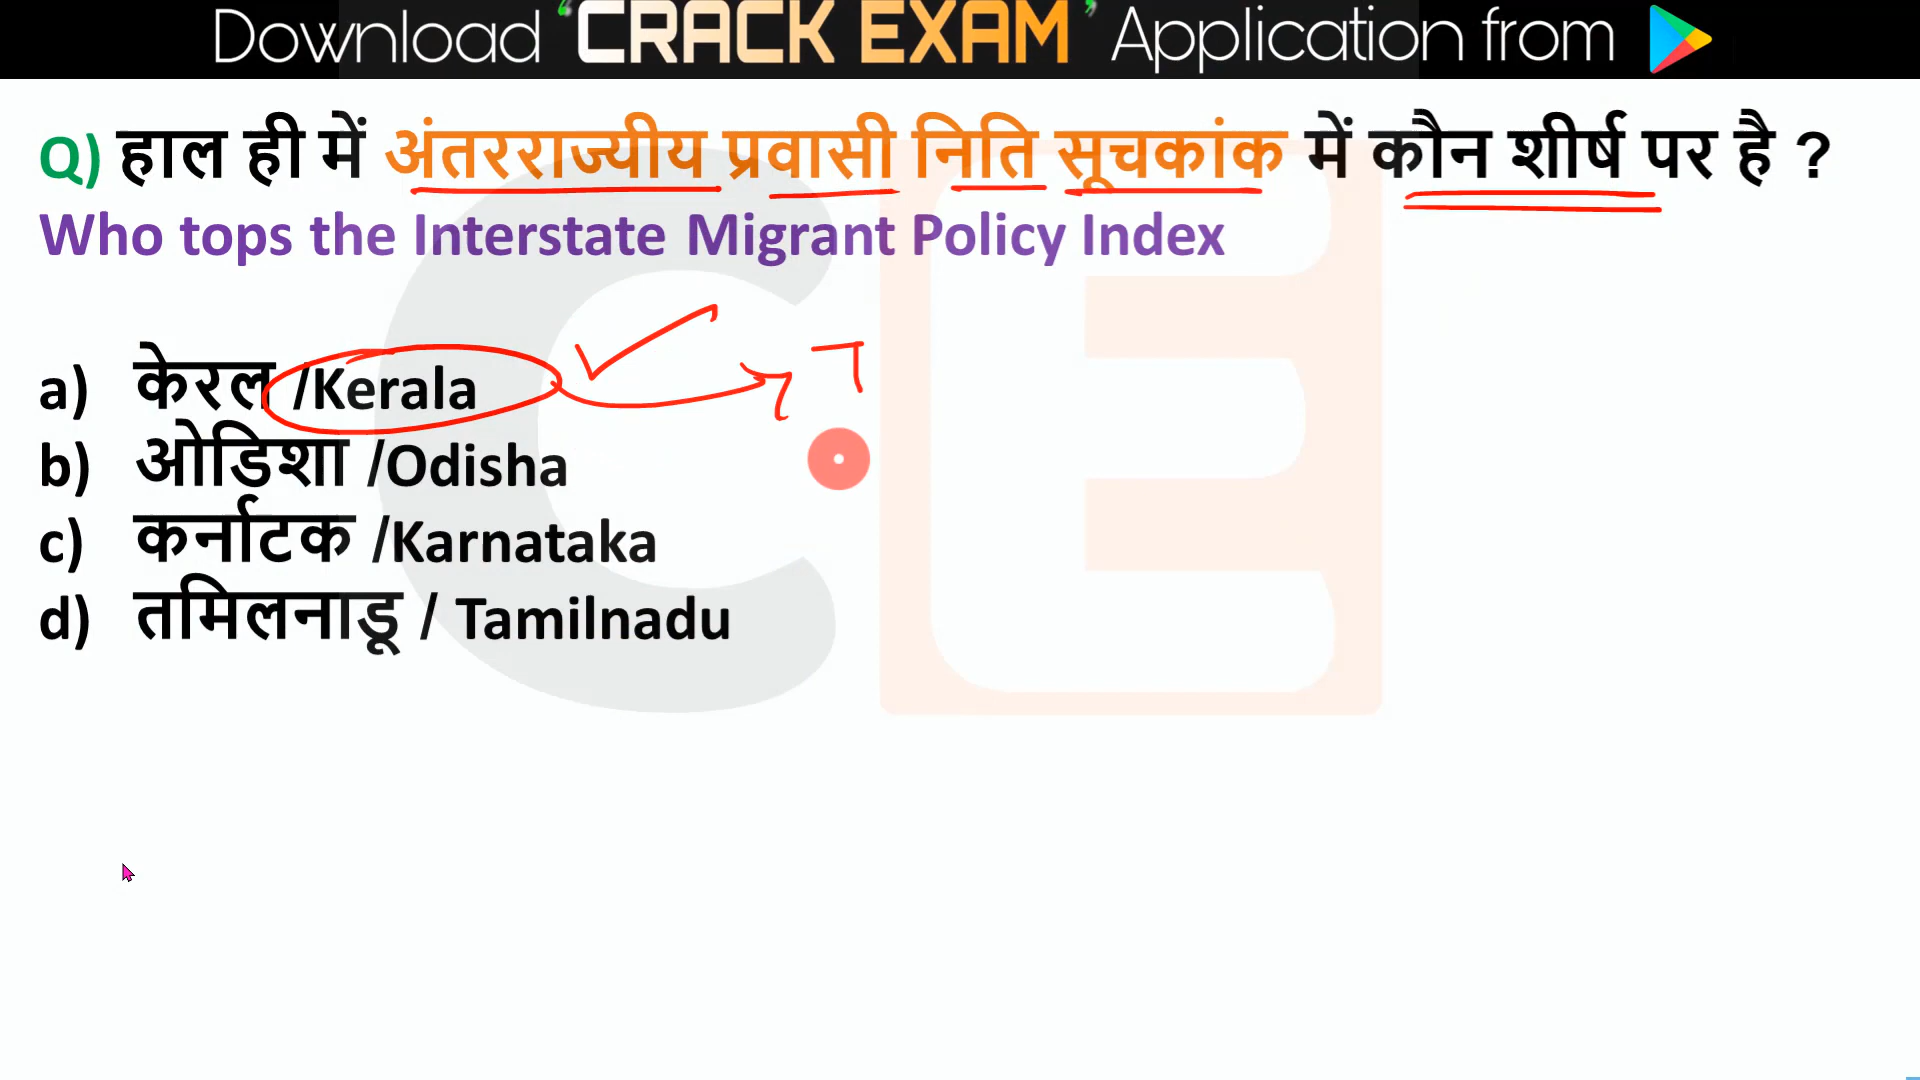 Download ‘CRACK EXAM’ Application from
Q) हाल ही में अंतरराज्यीय प्रवासी निति सूचकांक में कौन शीर्ष पर है ?
Who tops the Interstate Migrant Policy Index
a) केरल /Kerala
b) ओडिशा /Odisha
c) कर्नाटक /Karnataka
d) तमिलनाडू / Tamilnadu